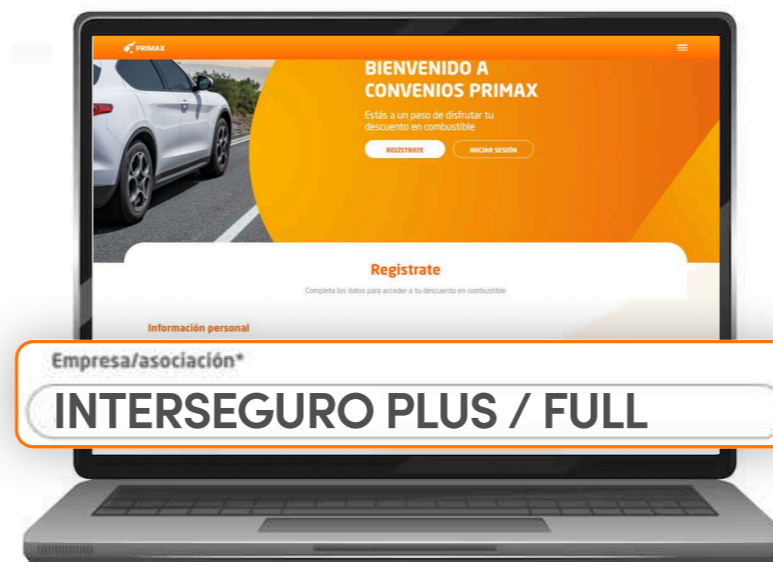 PRIMAX
BIENVENIDO A
CONVENIOS PRIMAX
Estás a un paso de disfrutar tu
descuento en combustible
REGÍSTRATE
INICIAR SESIÓN
Registrate
Completa los datos para acceder a tu descuento en combustible
Información personal
Empresa/asociación*
INTERSEGURO PLUS / FULL